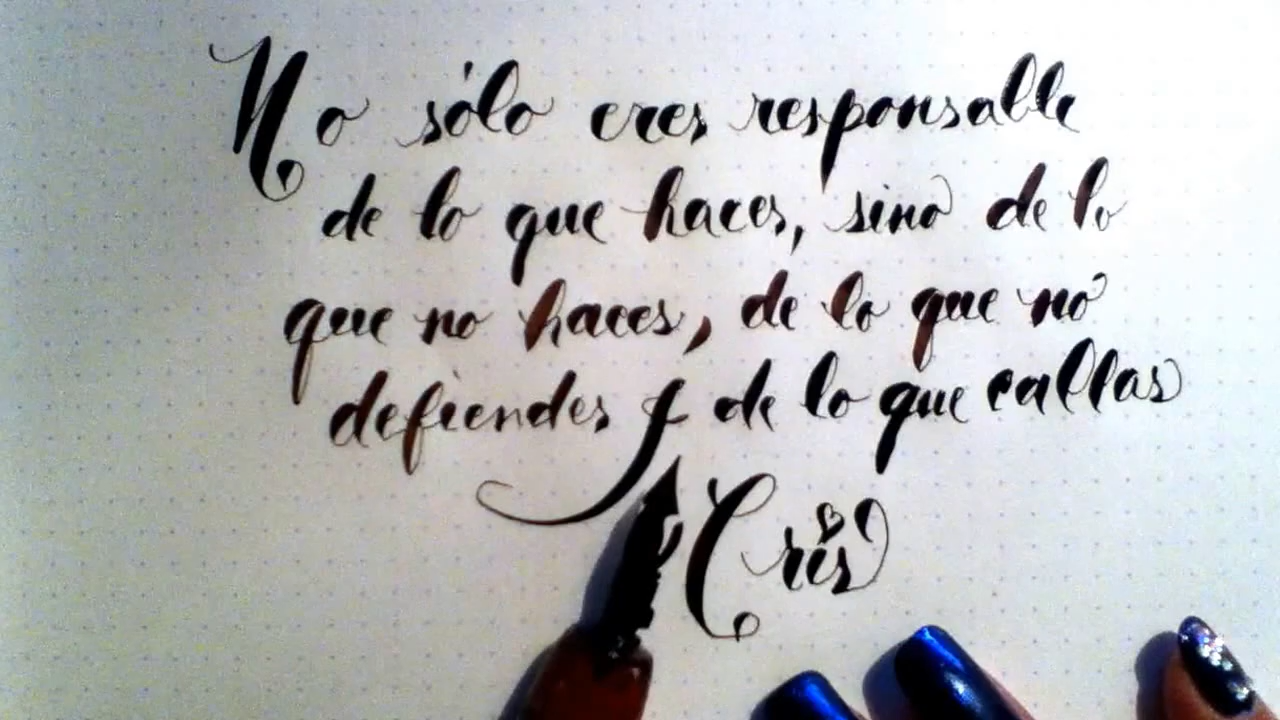 No sólo eres responsable
de lo que haces, sino de lo
que no haces, de lo que no
defiendes y de lo que callas
Cris